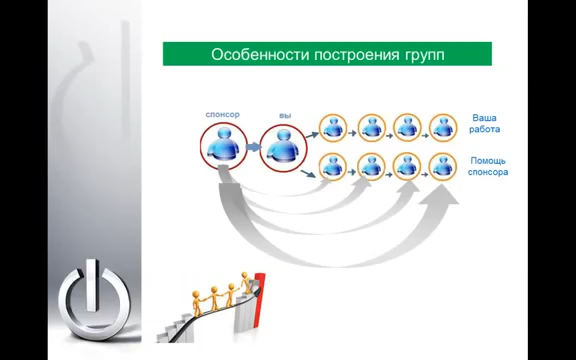 Особенности построения групп
спонсор
вы
Ваша
работа
Помощь
спонсора